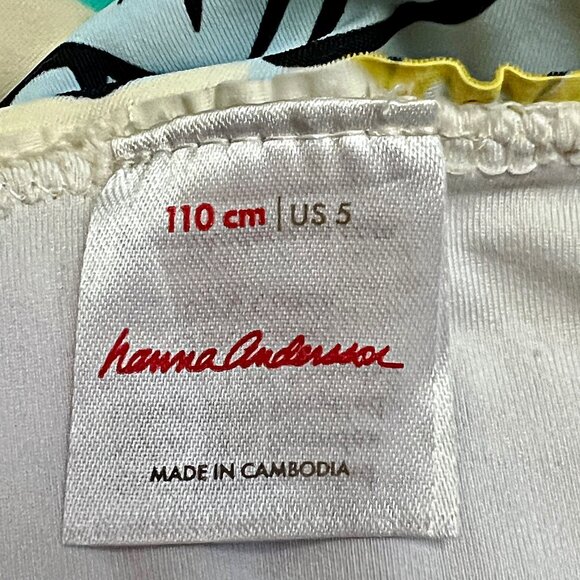 110 cm | US 5
hanna Andersson
MADE IN CAMBODIA